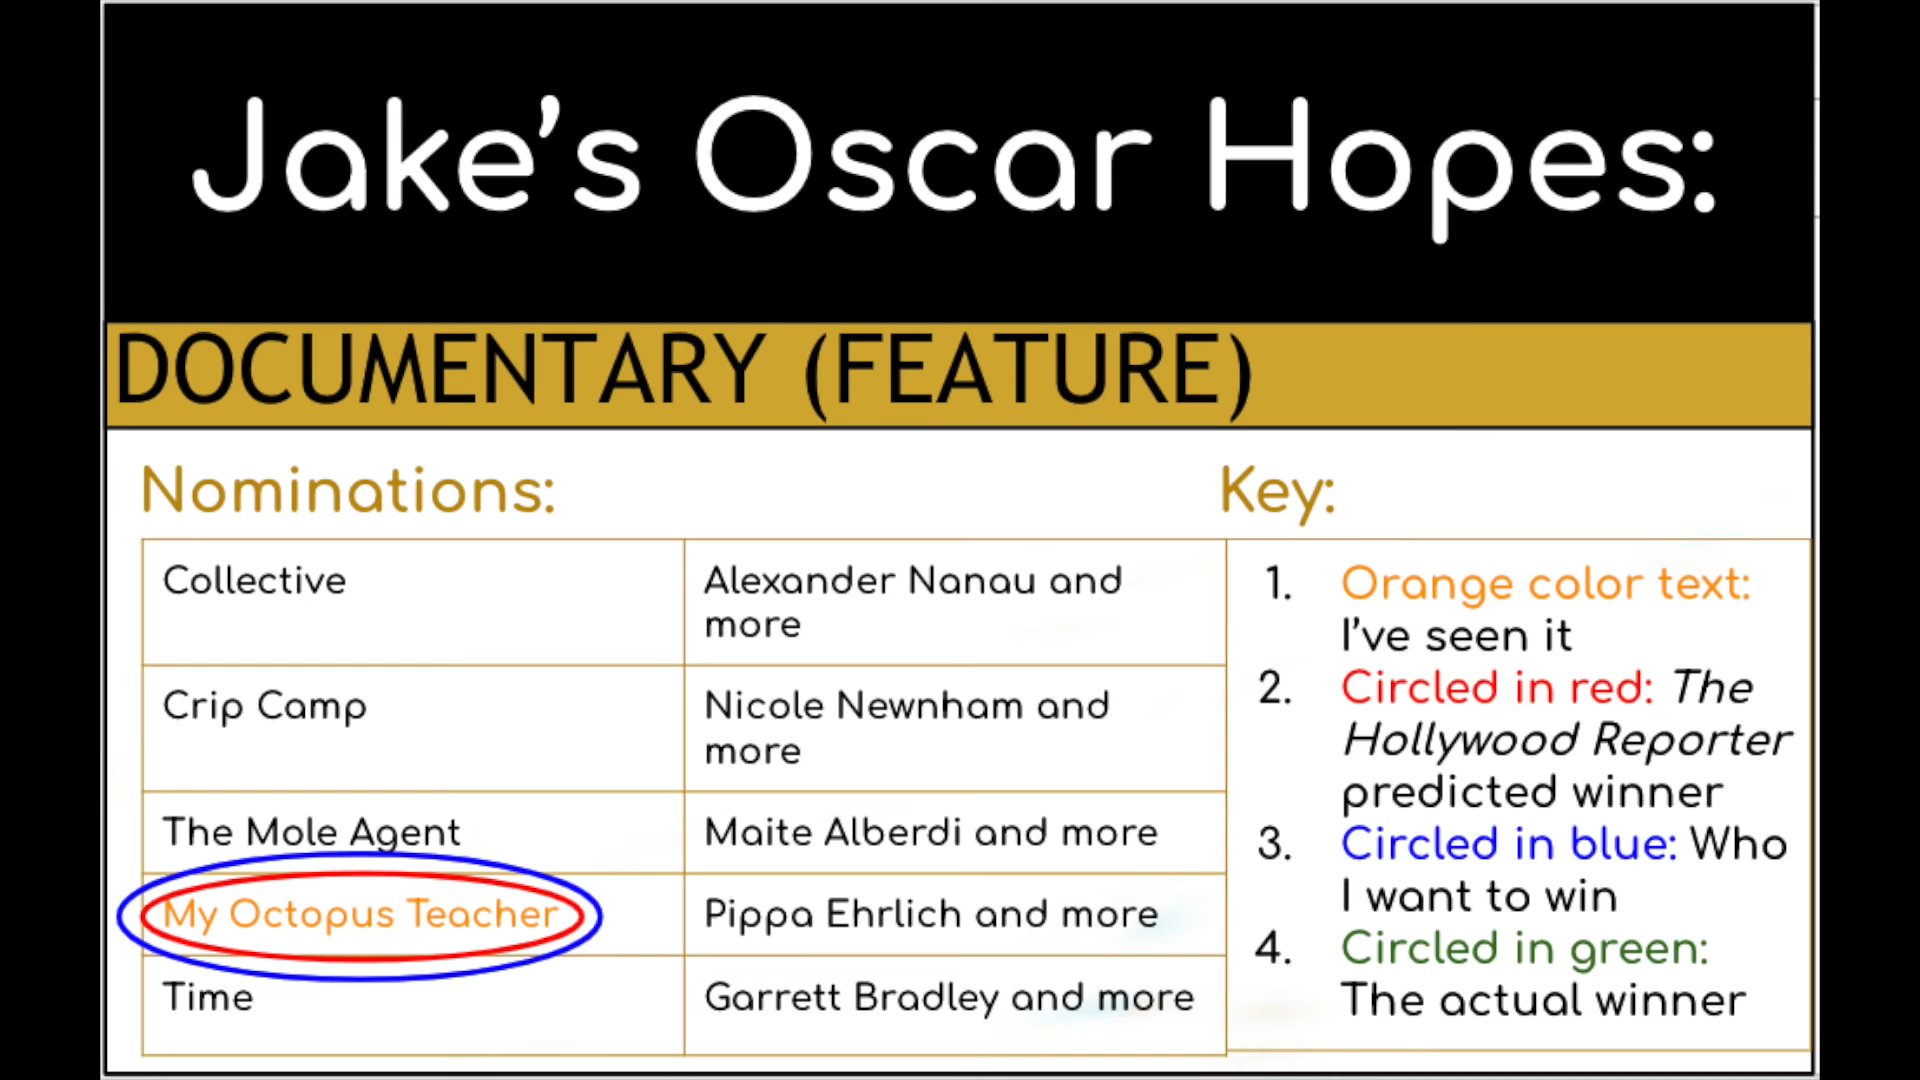 Jake’s Oscar Hopes:
DOCUMENTARY (FEATURE)
Nominations:
Collective
Alexander Nanau and
more
Crip Camp
Nicole Newnham and
more
The Mole Agent
Maite Alberdi and more
My Octopus Teacher
Pippa Ehrlich and more
Time
Garrett Bradley and more
Key:
1. Orange color text:
I’ve seen it
2. Circled in red: The
Hollywood Reporter
predicted winner
3. Circled in blue: Who
I want to win
4. Circled in green:
The actual winner